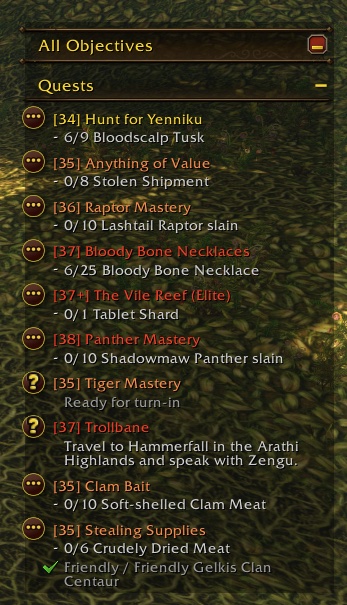 All Objectives
Quests
[34] Hunt for Yenniku
- 6/9 Bloodscalp Tusk
[35] Anything of Value
- 0/8 Stolen Shipment
[36] Raptor Mastery
- 0/10 Lashtail Raptor slain
[37] Bloody Bone Necklaces
- 6/25 Bloody Bone Necklace
[37+] The Vile Reef (Elite)
- 0/1 Tablet Shard
[38] Panther Mastery
- 0/10 Shadowmaw Panther slain
[35] Tiger Mastery
Ready for turn-in
[37] Trollbane
Travel to Hammerfall in the Arathi
Highlands and speak with Zengu.
[35] Clam Bait
- 0/10 Soft-shelled Clam Meat
[35] Stealing Supplies
- 0/6 Crudely Dried Meat
Friendly / Friendly Gelkis Clan
Centaur